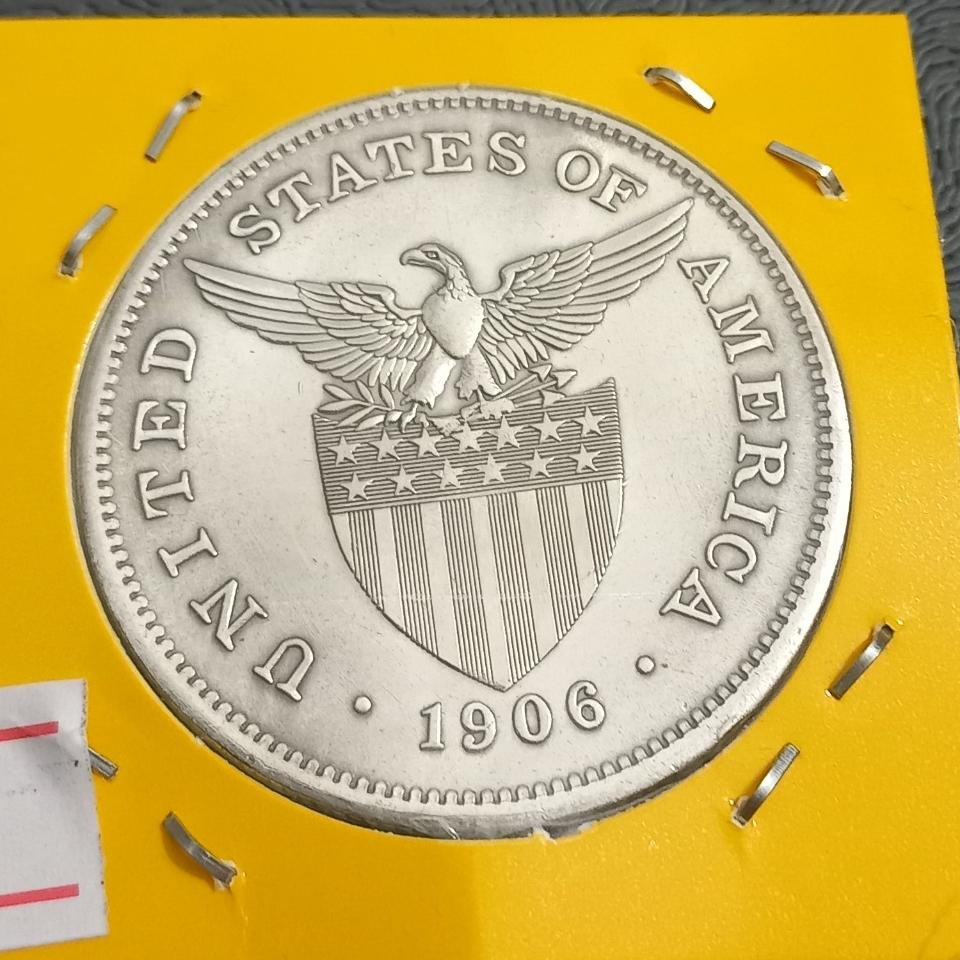 UNITED STATES OF AMERICA
• 1906 •